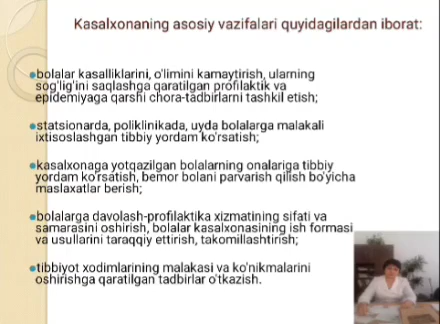 Kasalxonaning asosiy vazifalari quyidagilardan iborat:
bolalar kasalliklarini, o'limini kamaytirish, ularning
sog'lig'ini saqlashga qaratilgan profilaktik va
epidemiyaga qarshi chora-tadbirlarni tashkil etish;
statsionarda, poliklinikada, uyda bolalarga malakali
ixtisoslashgan tibbiy yordam ko'rsatish;
kasalxonaga yotqazilgan bolalarning onalariga tibbiy
yordam ko'rsatish, bemor bolani parvarish qilish bo'yicha
maslaxatlar berish;
bolalarga davolash-profilaktika xizmatining sifati va
samarasini oshirish, bolalar kasalxonasining ish formasi
va usullarini taraqqiy ettirish, takomillashtirish;
tibbiyot xodimlarining malakasi va ko'nikmalarini
oshirishga qaratilgan tadbirlar o'tkazish.